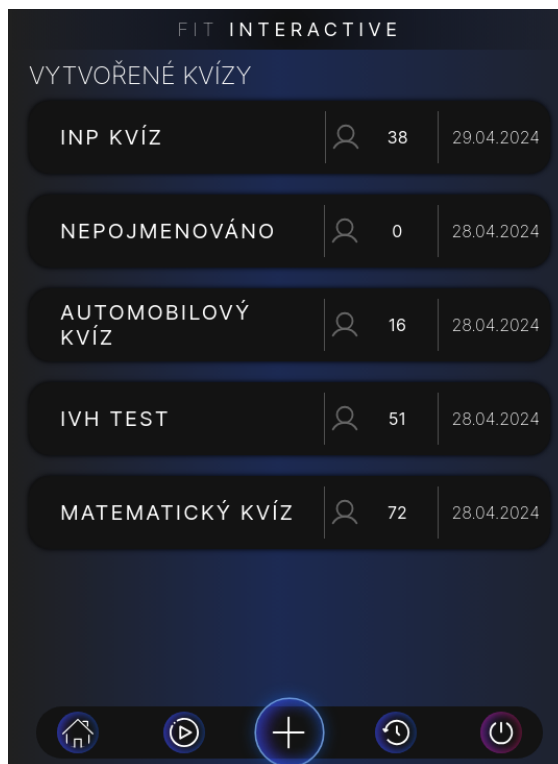 FIT INTERACTIVE
VYTVOŘENÉ KVÍZY
INP KVÍZ 38 29.04.2024
NEPOJMENOVÁNO 0 28.04.2024
AUTOMOBILOVÝ
KVÍZ 16 28.04.2024
IVH TEST 51 28.04.2024
MATEMATICKÝ KVÍZ 72 28.04.2024